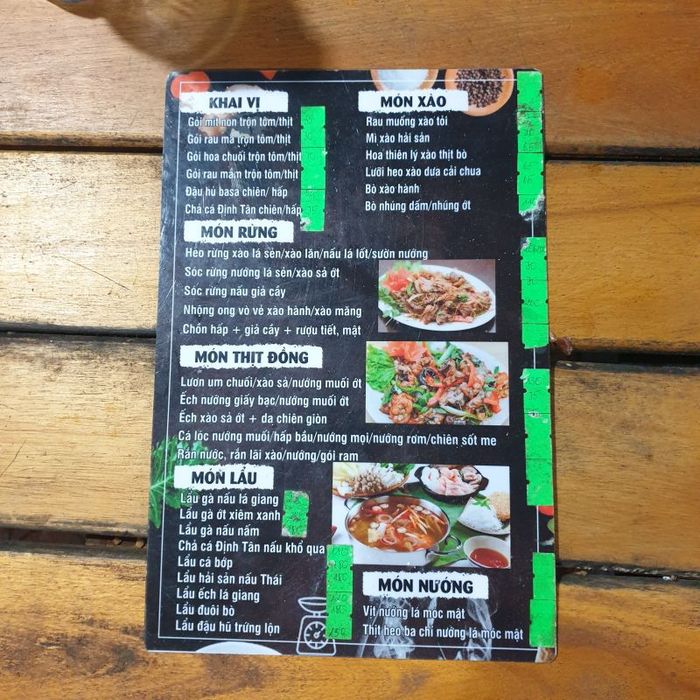 KHAI VỊ
Gỏi mít non trộn tôm/thịt
Gỏi rau má trộn tôm/thịt
Gỏi hoa chuối trộn tôm/thịt
Gỏi rau mầm trộn tôm/thịt
Đậu hủ basa chiên/ hấp
Chả cá Định Tân chiên/hấp
MÓN XÀO
Rau muống xào tỏi
Mì xào hải sản
Hoa thiên lý xào thịt bò
Lưỡi heo xào dưa cải chua
Bò xào hành
Bò nhúng dấm/nhúng ớt
MÓN RỪNG
Heo rừng xào lá sẻn/xào lăn/nấu lá lốt/sườn nướng
Sóc rừng nướng lá sẻn/xào sả ớt
Sóc rừng nấu giả cầy
Nhộng ong vò vẻ xào hành/xào măng
Chồn hấp + giả cầy + rượu tiết, mật
MÓN THỊT ĐỒNG
Lươn um chuối/xào sả/nướng muối ớt
Ếch nướng giấy bạc/nướng muối ớt
Ếch xào sả ớt + da chiên giòn
Cá lóc nướng muối/hấp bầu/nướng mọi/nướng rơm/chiên sốt me
Rắn nước, rắn lãi xào/nướng/gỏi ram
MÓN LẨU
Lẩu gà nấu lá giang
Lẩu gà ớt xiêm xanh
Lẩu gà nấu nấm
Chả cá Định Tân nấu khổ qua
Lẩu cá bớp
Lẩu hải sản nấu Thái
Lẩu ếch lá giang
Lẩu đuôi bò
Lẩu đậu hũ trứng lộn
MÓN NƯỚNG
Vịt nướng lá móc mật
Thịt heo ba chỉ nướng lá móc mật